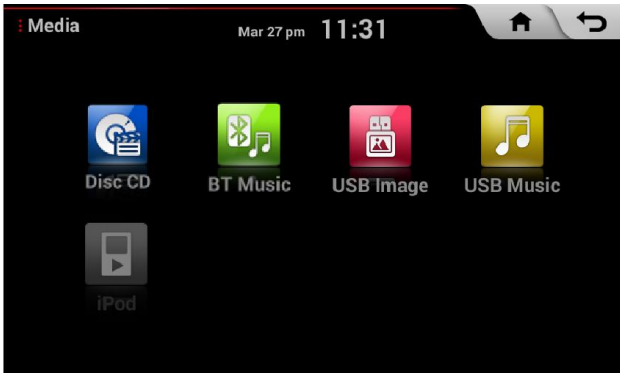 Media
Mar 27 pm 11:31
Disc CD
BT Music
USB Image
USB Music
iPod